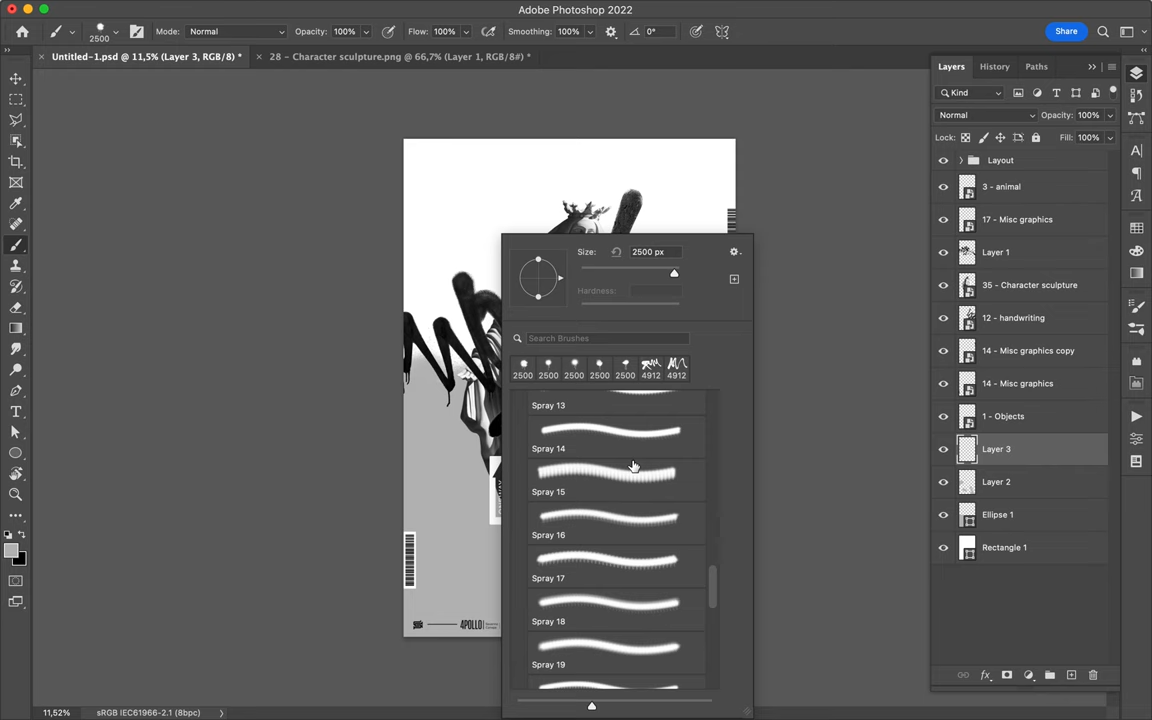 Adobe Photoshop 2022
2500
Mode: Normal
Opacity: 100%
Flow: 100%
Smoothing: 100%
0°
Share
Untitled-1.psd @ 11,5% (Layer 3, RGB/8) *
28 – Character sculpture.png @ 66,7% (Layer 1, RGB/8#) *
Layers
History
Paths
Kind
Normal
Opacity: 100%
Lock:
Fill: 100%
Layout
3 - animal
17 - Misc graphics
Layer 1
35 - Character sculpture
12 - handwriting
14 - Misc graphics copy
14 - Misc graphics
1 - Objects
Layer 3
Layer 2
Ellipse 1
Rectangle 1
Size:
2500 px
Hardness:
Search Brushes
2500 2500 2500 2500 2500 4912 4912
Spray 13
Spray 14
Spray 15
Spray 16
Spray 17
Spray 18
Spray 19
4POLLO
11,52%
sRGB IEC61966-2.1 (8bpc)